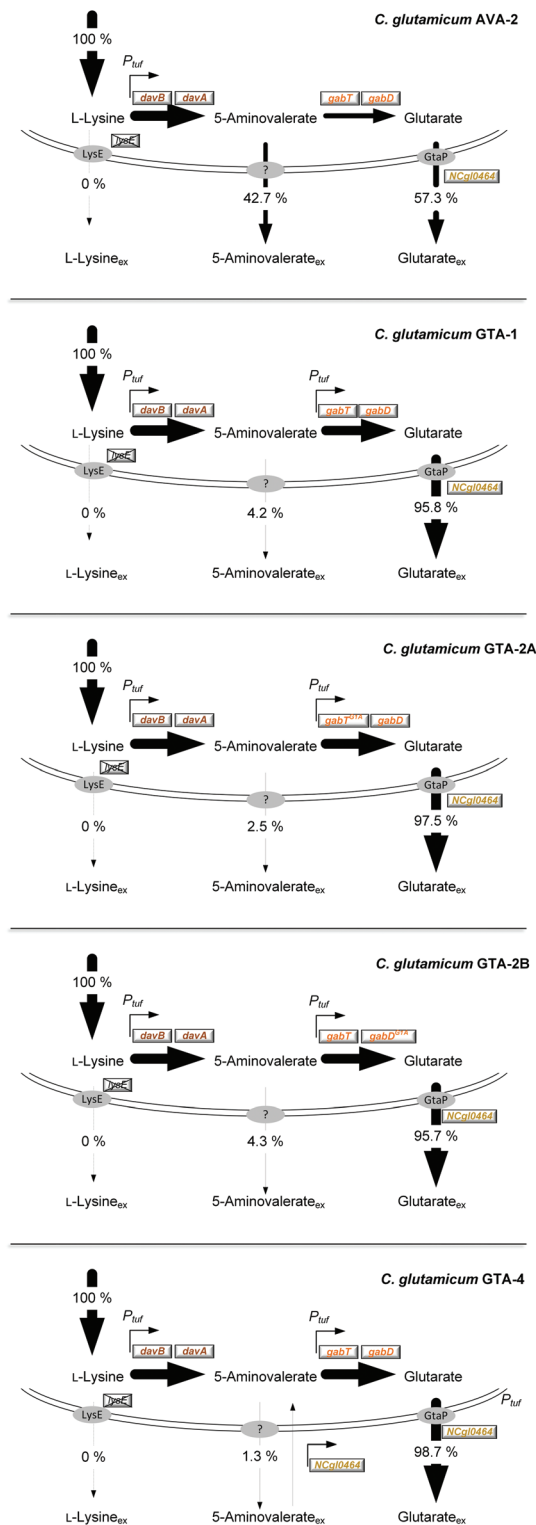 C. glutamicum AVA-2
100 %
Ptuf
davB davA gabT gabD
L-Lysine 5-Aminovalerate Glutarate
lysE
LysE ? GtaP
NCgl0464
0 % 42.7 % 57.3 %
L-Lysineex 5-Aminovalerateex Glutarateex
C. glutamicum GTA-1
100 %
Ptuf Ptuf
davB davA gabT gabD
L-Lysine 5-Aminovalerate Glutarate
lysE
LysE ? GtaP
NCgl0464
0 % 4.2 % 95.8 %
L-Lysineex 5-Aminovalerateex Glutarateex
C. glutamicum GTA-2A
100 %
Ptuf Ptuf
davB davA gabTGTA gabD
L-Lysine 5-Aminovalerate Glutarate
lysE
LysE ? GtaP
NCgl0464
0 % 2.5 % 97.5 %
L-Lysineex 5-Aminovalerateex Glutarateex
C. glutamicum GTA-2B
100 %
Ptuf Ptuf
davB davA gabT gabDGTA
L-Lysine 5-Aminovalerate Glutarate
lysE
LysE ? GtaP
NCgl0464
0 % 4.3 % 95.7 %
L-Lysineex 5-Aminovalerateex Glutarateex
C. glutamicum GTA-4
100 %
Ptuf Ptuf
davB davA gabT gabD
L-Lysine 5-Aminovalerate Glutarate
lysE Ptuf
LysE ? GtaP
NCgl0464
0 % 1.3 % NCgl0464 98.7 %
L-Lysineex 5-Aminovalerateex Glutarateex